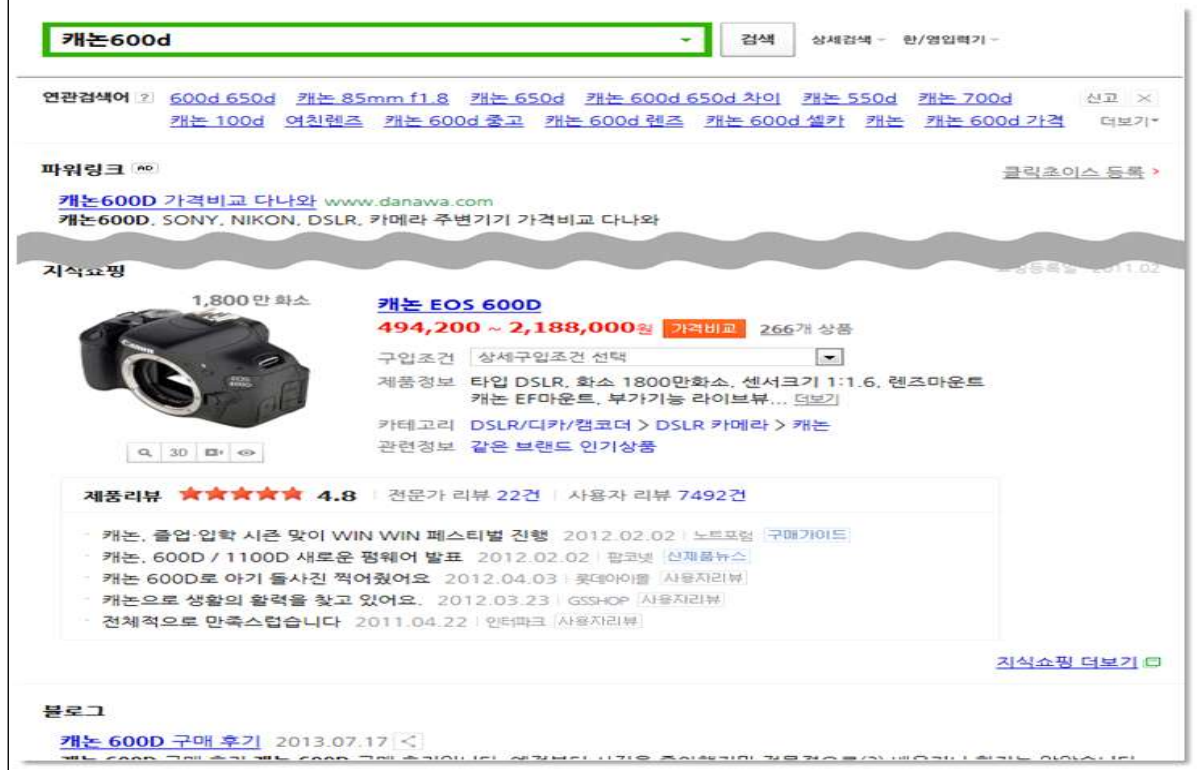 캐논600d 검색 상세검색 한/영입력기
연관검색어 ? 600d 650d 캐논 85mm f1.8 캐논 650d 캐논 600d 650d 차이 캐논 550d 캐논 700d 신고 ×
캐논 100d 여친렌즈 캐논 600d 중고 캐논 600d 렌즈 캐논 600d 셀카 캐논 캐논 600d 가격 더보기
파워링크 AD 클릭초이스 등록 >
캐논600D 가격비교 다나와 www.danawa.com
캐논600D, SONY, NIKON, DSLR, 카메라 주변기기 가격비교 다나와
지식쇼핑 2011.02
1,800만 화소
Canon
EOS
600D
3D
캐논 EOS 600D
494,200 ~ 2,188,000원 가격비교 266개 상품
구입조건 상세구입조건 선택
제품정보 타입 DSLR, 화소 1800만화소, 센서크기 1:1.6, 렌즈마운트
캐논 EF마운트, 부가기능 라이브뷰... 더보기
카테고리 DSLR/디카/캠코더 > DSLR 카메라 > 캐논
관련정보 같은 브랜드 인기상품
제품리뷰 ★★★★★ 4.8 전문가 리뷰 22건 사용자 리뷰 7492건
· 캐논, 졸업·입학 시즌 맞이 WIN WIN 페스티벌 진행 2012.02.02 노트포럼 구매가이드
· 캐논, 600D / 1100D 새로운 펌웨어 발표 2012.02.02 팝코넷 신제품뉴스
· 캐논 600D로 아기 돌사진 찍어줬어요 2012.04.03 롯데아이몰 사용자리뷰
· 캐논으로 생활의 활력을 찾고 있어요. 2012.03.23 GSSHOP 사용자리뷰
· 전체적으로 만족스럽습니다 2011.04.22 인터파크 사용자리뷰
지식쇼핑 더보기
블로그
캐논 600D 구매 후기 2013.07.17